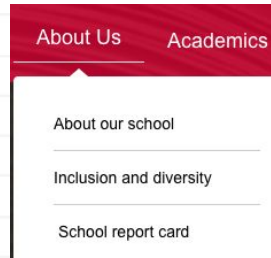 About Us Academics
About our school
Inclusion and diversity
School report card